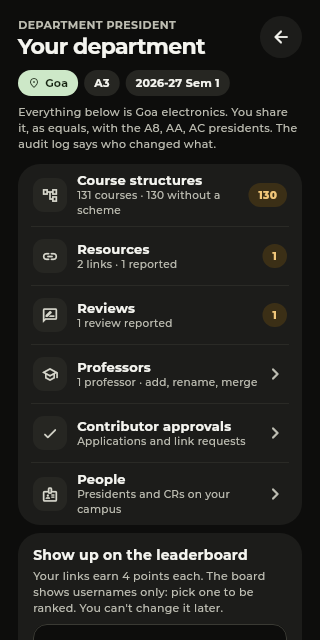 DEPARTMENT PRESIDENT
Your department
Goa
A3
2026-27 Sem 1
Everything below is Goa electronics. You share
it, as equals, with the A8, AA, AC presidents. The
audit log says who changed what.
Course structures
131 courses · 130 without a
scheme
130
Resources
2 links · 1 reported
1
Reviews
1 review reported
1
Professors
1 professor · add, rename, merge
Contributor approvals
Applications and link requests
People
Presidents and CRs on your
campus
Show up on the leaderboard
Your links earn 4 points each. The board
shows usernames only: pick one to be
ranked. You can't change it later.